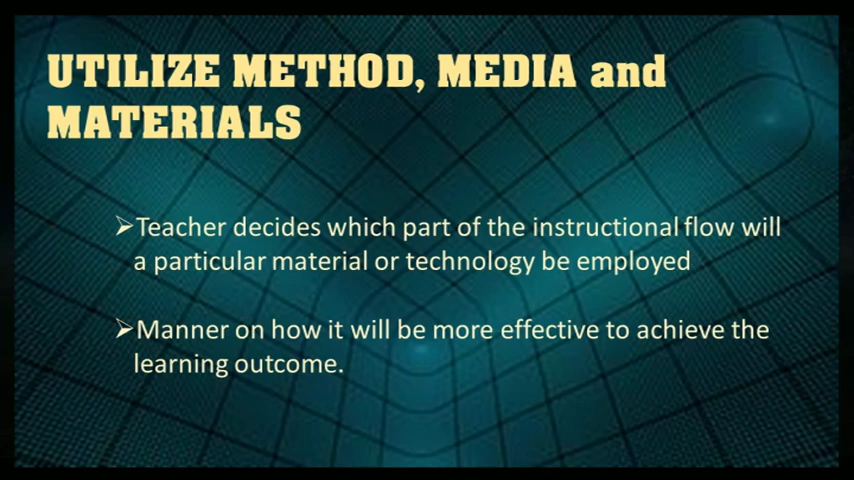 UTILIZE METHOD, MEDIA and
MATERIALS
➢Teacher decides which part of the instructional flow will
a particular material or technology be employed
➢Manner on how it will be more effective to achieve the
learning outcome.